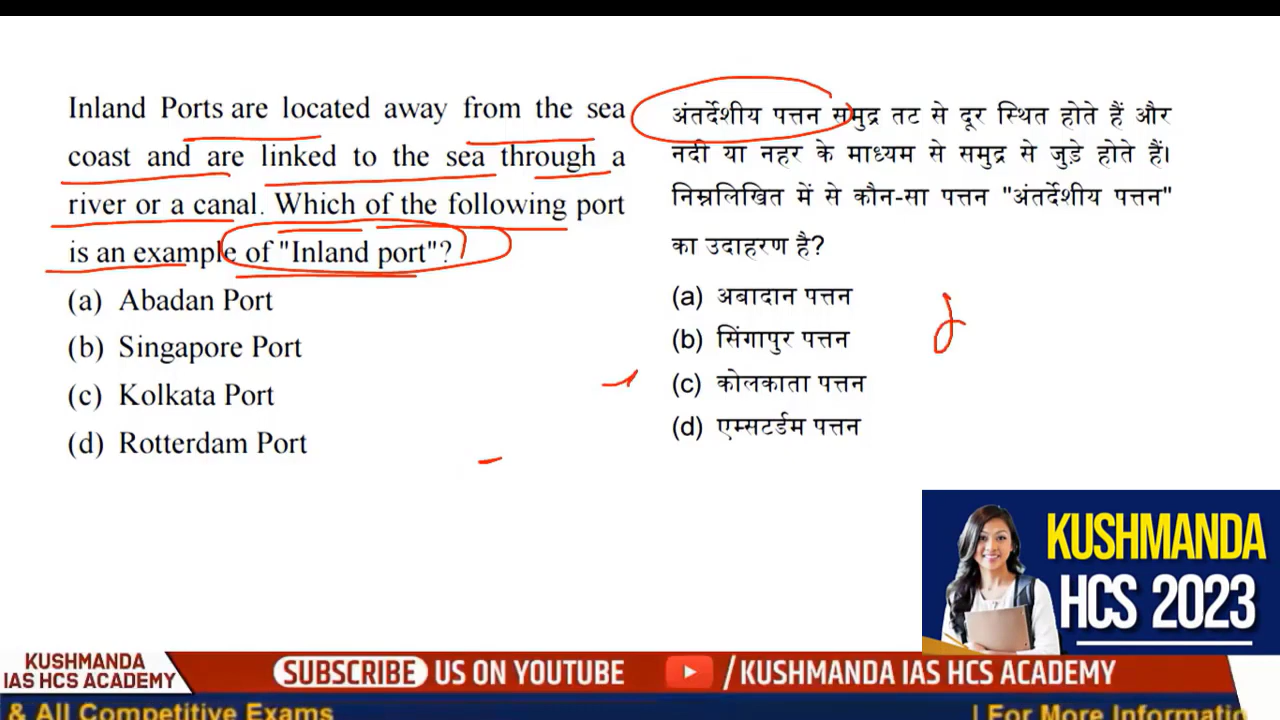 Inland Ports are located away from the sea
coast and are linked to the sea through a
river or a canal. Which of the following port
is an example of "Inland port"?
(a) Abadan Port
(b) Singapore Port
(c) Kolkata Port
(d) Rotterdam Port
अंतर्देशीय पत्तन समुद्र तट से दूर स्थित होते हैं और
नदी या नहर के माध्यम से समुद्र से जुड़े होते हैं।
निम्नलिखित में से कौन-सा पत्तन "अंतर्देशीय पत्तन"
का उदाहरण है?
(a) अबादान पत्तन
(b) सिंगापुर पत्तन
(c) कोलकाता पत्तन
(d) एम्सटर्डम पत्तन
KUSHMANDA
HCS 2023
KUSHMANDA
IAS HCS ACADEMY
SUBSCRIBE US ON YOUTUBE /KUSHMANDA IAS HCS ACADEMY
& All Competitive Exams
| For More